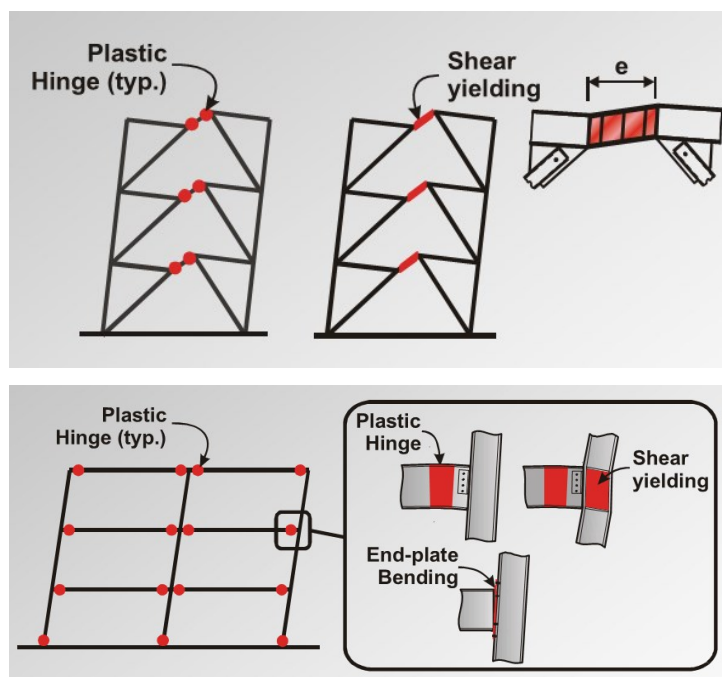 Plastic
Hinge (typ.)
Shear
yielding
e
Plastic
Hinge (typ.)
Plastic
Hinge
Shear
yielding
End-plate
Bending